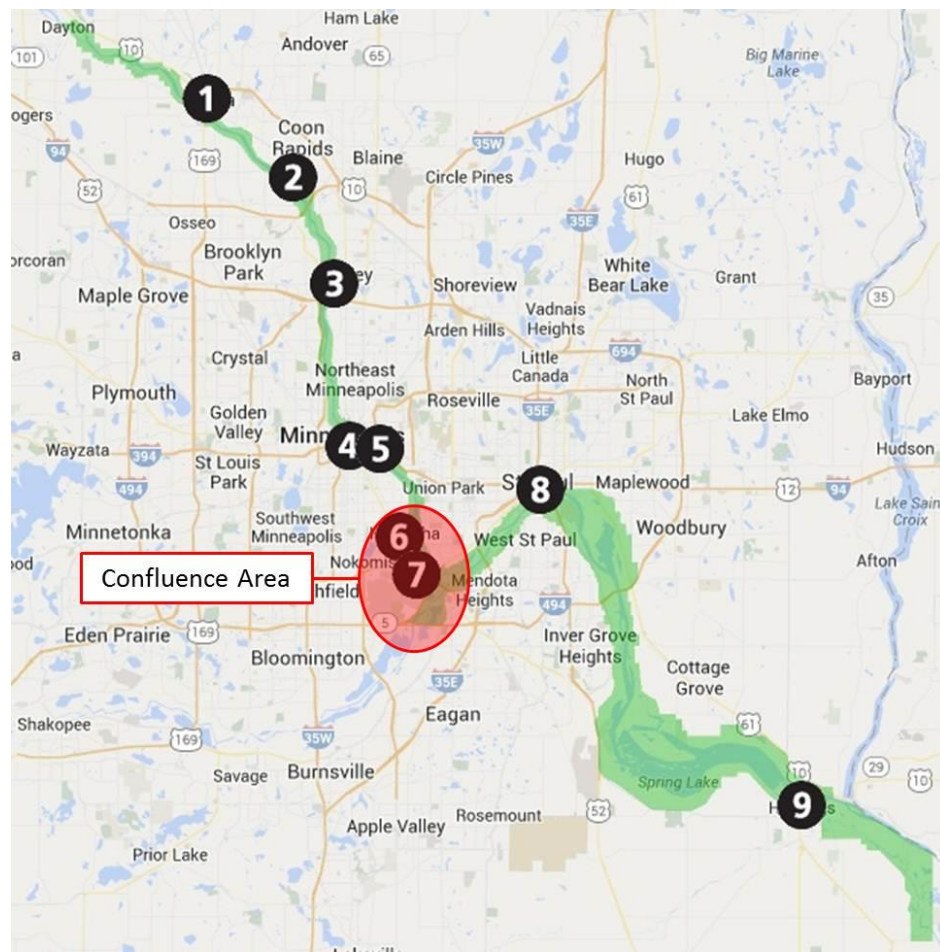 Dayton
Ham Lake
10
Andover
65
101
Big Marine
Lake
1
ogers
Coon
Rapids
35W
94
169
Blaine
Hugo
2
Circle Pines
52
10
61
Osseo
35E
orcoran
Brooklyn
Park
White
Bear Lake
3
ey
Maple Grove
Shoreview
Grant
35
Vadnais
Heights
Arden Hills
Crystal
Little
Canada
694
a
Northeast
Minneapolis
Bayport
Plymouth
Roseville
North
St Paul
35E
Golden
Valley
Lake Elmo
Minn
4
5
s
Wayzata
394
Hudson
St Louis
Park
494
Union Park
8
Maplewood
12
94
Lake Sain
Croix
Southwest
Minneapolis
Minnetonka
6
ha
West St Paul
Woodbury
ood
Nokomis
7
Afton
Confluence Area
hfield
Mendota
Heights
494
5
Eden Prairie
169
Inver Grove
Heights
Bloomington
35E
Cottage
Grove
Shakopee
Eagan
61
169
35W
Savage
Burnsville
Spring Lake
10
29
10
52
H
9
s
Apple Valley
Rosemount
Prior Lake